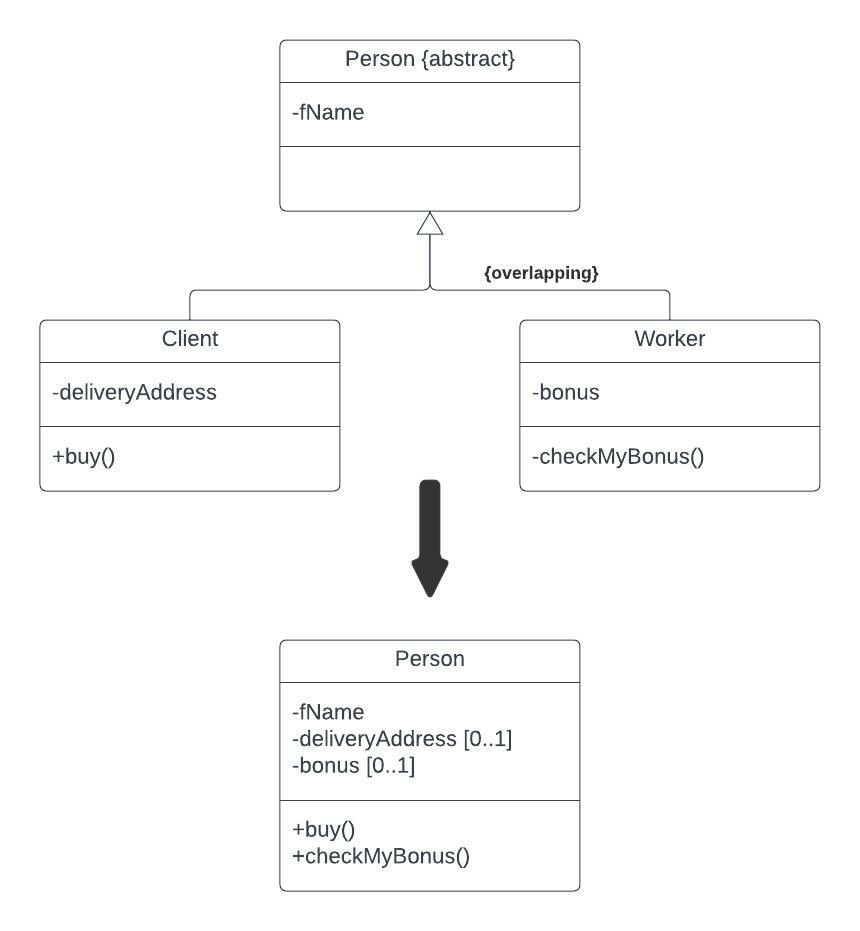 Person {abstract}
-fName
{overlapping}
Client
-deliveryAddress
+buy()
Worker
-bonus
-checkMyBonus()
Person
-fName
-deliveryAddress [0..1]
-bonus [0..1]
+buy()
+checkMyBonus()